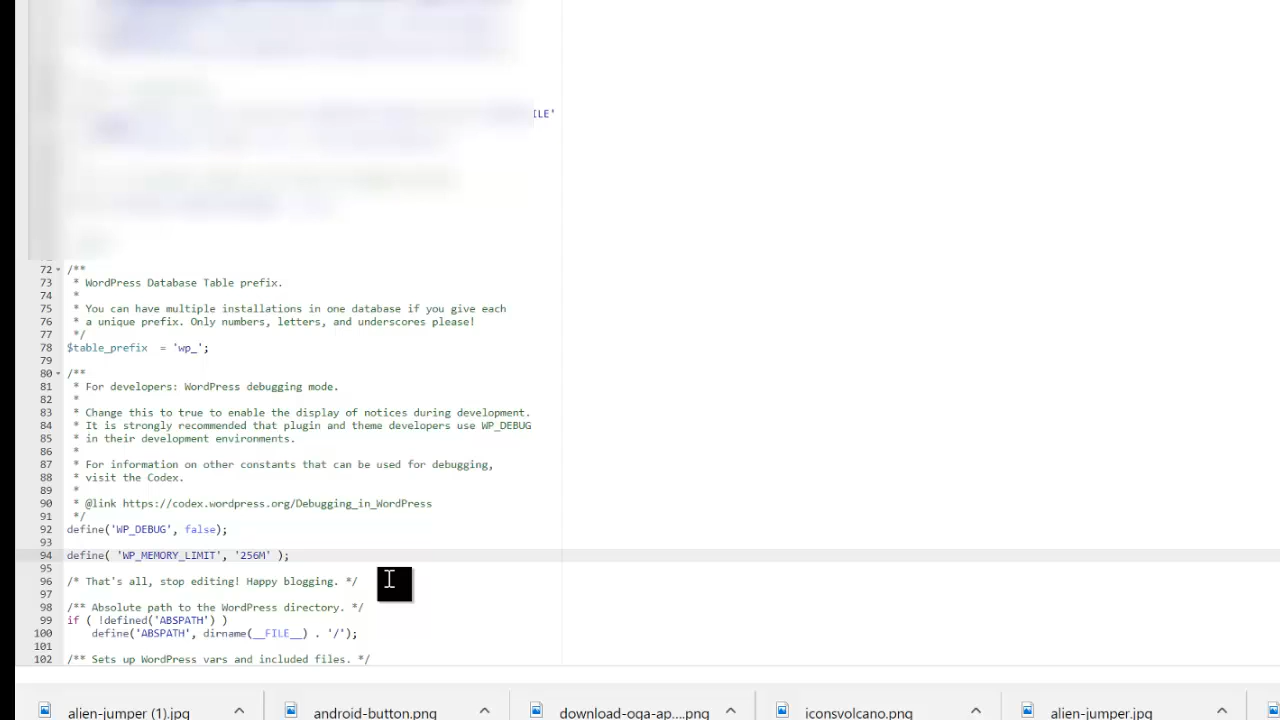 ILE'
72 /**
73 * WordPress Database Table prefix.
74 *
75 * You can have multiple installations in one database if you give each
76 * a unique prefix. Only numbers, letters, and underscores please!
77 */
78 $table_prefix  = 'wp_';
79
80 /**
81 * For developers: WordPress debugging mode.
82 *
83 * Change this to true to enable the display of notices during development.
84 * It is strongly recommended that plugin and theme developers use WP_DEBUG
85 * in their development environments.
86 *
87 * For information on other constants that can be used for debugging,
88 * visit the Codex.
89 *
90 * @link https://codex.wordpress.org/Debugging_in_WordPress
91 */
92 define('WP_DEBUG', false);
93
94 define( 'WP_MEMORY_LIMIT', '256M' );
95
96 /* That's all, stop editing! Happy blogging. */
97
98 /** Absolute path to the WordPress directory. */
99 if ( !defined('ABSPATH') )
100 define('ABSPATH', dirname(__FILE__) . '/');
101
102 /** Sets up WordPress vars and included files. */
alien-jumper (1).jpg android-button.png download-oga-ap....png iconsvolcano.png alien-jumper.jpg